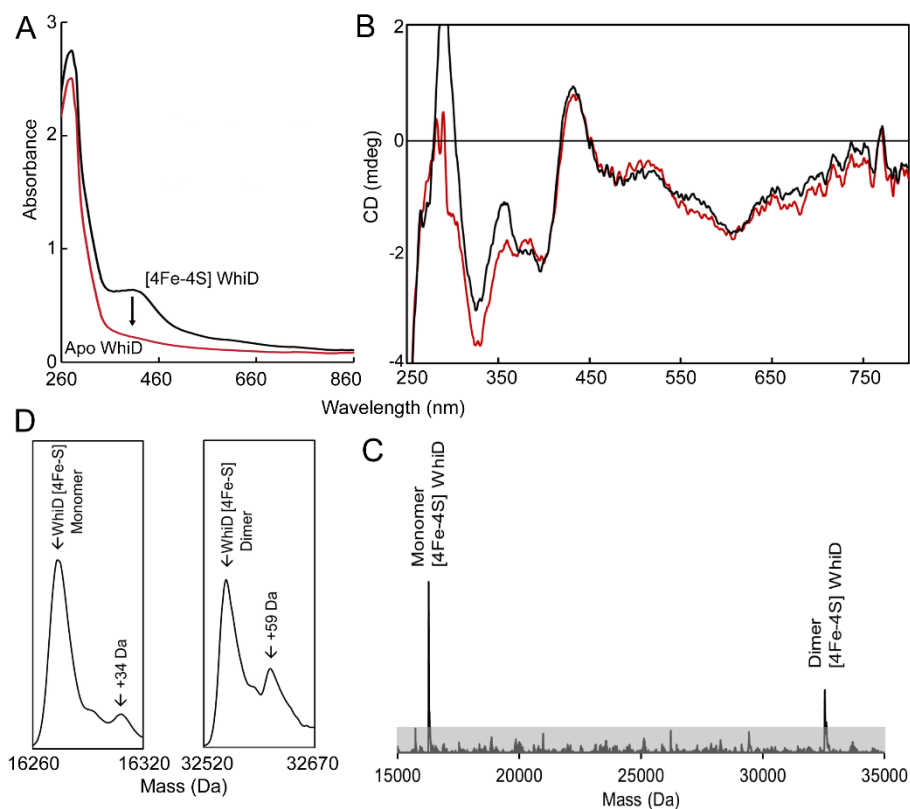 A
3
2
1
0
Absorbance
[4Fe-4S] WhiD
Apo WhiD
260
460
660
860
B
2
0
-2
-4
CD (mdeg)
250
350
450
550
650
750
Wavelength (nm)
D
←WhiD [4Fe-S]
Monomer
←+34 Da
16260
16320
←WhiD [4Fe-S]
Dimer
←+59 Da
32520
32670
Mass (Da)
C
Monomer
[4Fe-4S] WhiD
Dimer
[4Fe-4S] WhiD
15000
20000
25000
30000
35000
Mass (Da)